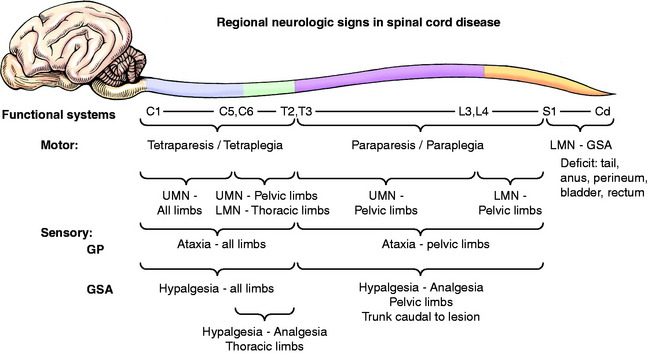 Regional neurologic signs in spinal cord disease
Functional systems
C1 C5,C6 T2,T3 L3,L4 S1 Cd
Motor: Tetraparesis / Tetraplegia Paraparesis / Paraplegia LMN - GSA
Deficit: tail,
anus, perineum,
bladder, rectum
UMN - UMN - Pelvic limbs UMN - LMN -
All limbs LMN - Thoracic limbs Pelvic limbs Pelvic limbs
Sensory:
GP Ataxia - all limbs Ataxia - pelvic limbs
GSA Hypalgesia - all limbs Hypalgesia - Analgesia
Pelvic limbs
Trunk caudal to lesion
Hypalgesia - Analgesia
Thoracic limbs